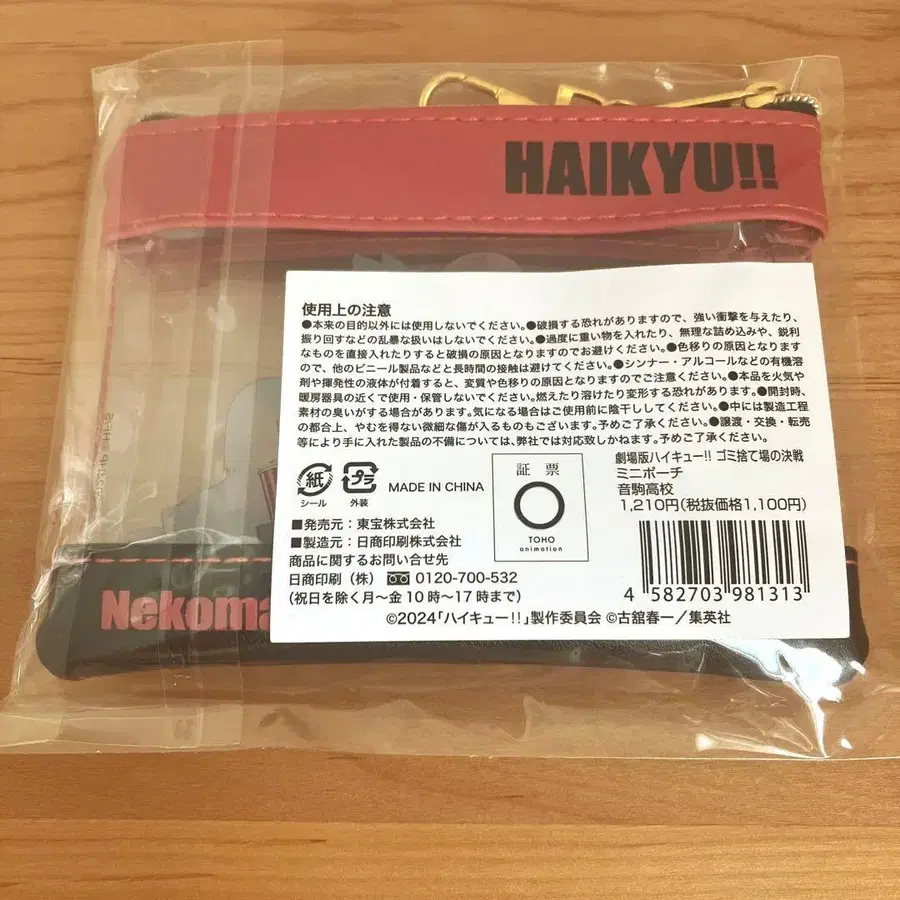 HAIKYU!!
使用上の注意
●本来の目的以外には使用しないでください。●破損する恐れがありますので、強い衝撃を与えたり、
振り回すなどの乱暴な扱いはしないでください。●過度に重い物を入れたり、無理な詰め込みや、鋭利
なものを直接入れたりすると破損の原因となりますのでお避けください。●色移りの原因となります
ので、他のビニール製品などと長時間の接触は避けてください。●シンナー・アルコールなどの有機溶
剤や揮発性の液体が付着すると、変質や色移りの原因となりますのでご注意ください。●本品を火気や
暖房器具の近くで使用・保管しないでください。燃えたり溶けたり変形する恐れがあります。●開封時、
素材の臭いがする場合があります。気になる場合はご使用前に陰干ししてください。●中には製造工程
の都合上、やむを得ない微細な傷が入るものもございます。予めご了承ください。●譲渡・交換・転売
等により手に入れた製品の不備については、弊社では対応致しかねます。予めご了承ください。
紙
シール
プラ
外装
MADE IN CHINA
証票
TOHO
animation
劇場版ハイキュー!! ゴミ捨て場の決戦
ミニポーチ
音駒高校
1,210円(税抜価格1,100円)
■発売元：東宝株式会社
■製造元：日商印刷株式会社
商品に関するお問い合せ先
日商印刷（株） 0120-700-532
(祝日を除く月〜金 10時〜17時まで)
4 582703 981313
©2024「ハイキュー!!」製作委員会 ©古舘春一／集英社
Nekoma